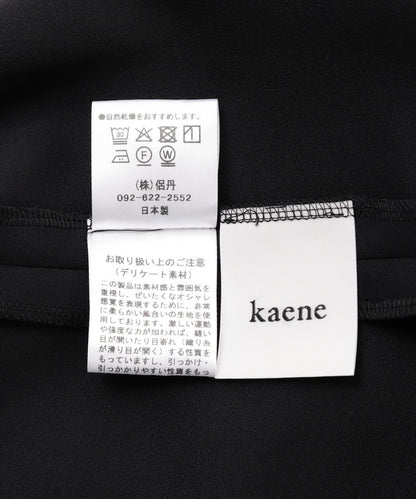 ●自然乾燥をおすすめします。
30
F W
(株)侶丹
092-622-2552
日本製
お取り扱い上のご注意
(デリケート素材)
この製品は素材感と雰囲気を
重視し、ぜいたくなオシャレ
感覚を表現するために、非常
に柔らかい風合いの生地を使
用しております。激しい運動
や強度な力が加われば、縫い
目が開いたり目寄れ(織り糸
が滑り目が開く)する性質を
もっていますし、引っかけ・
引っかかりやすい性質をもっ
kaene